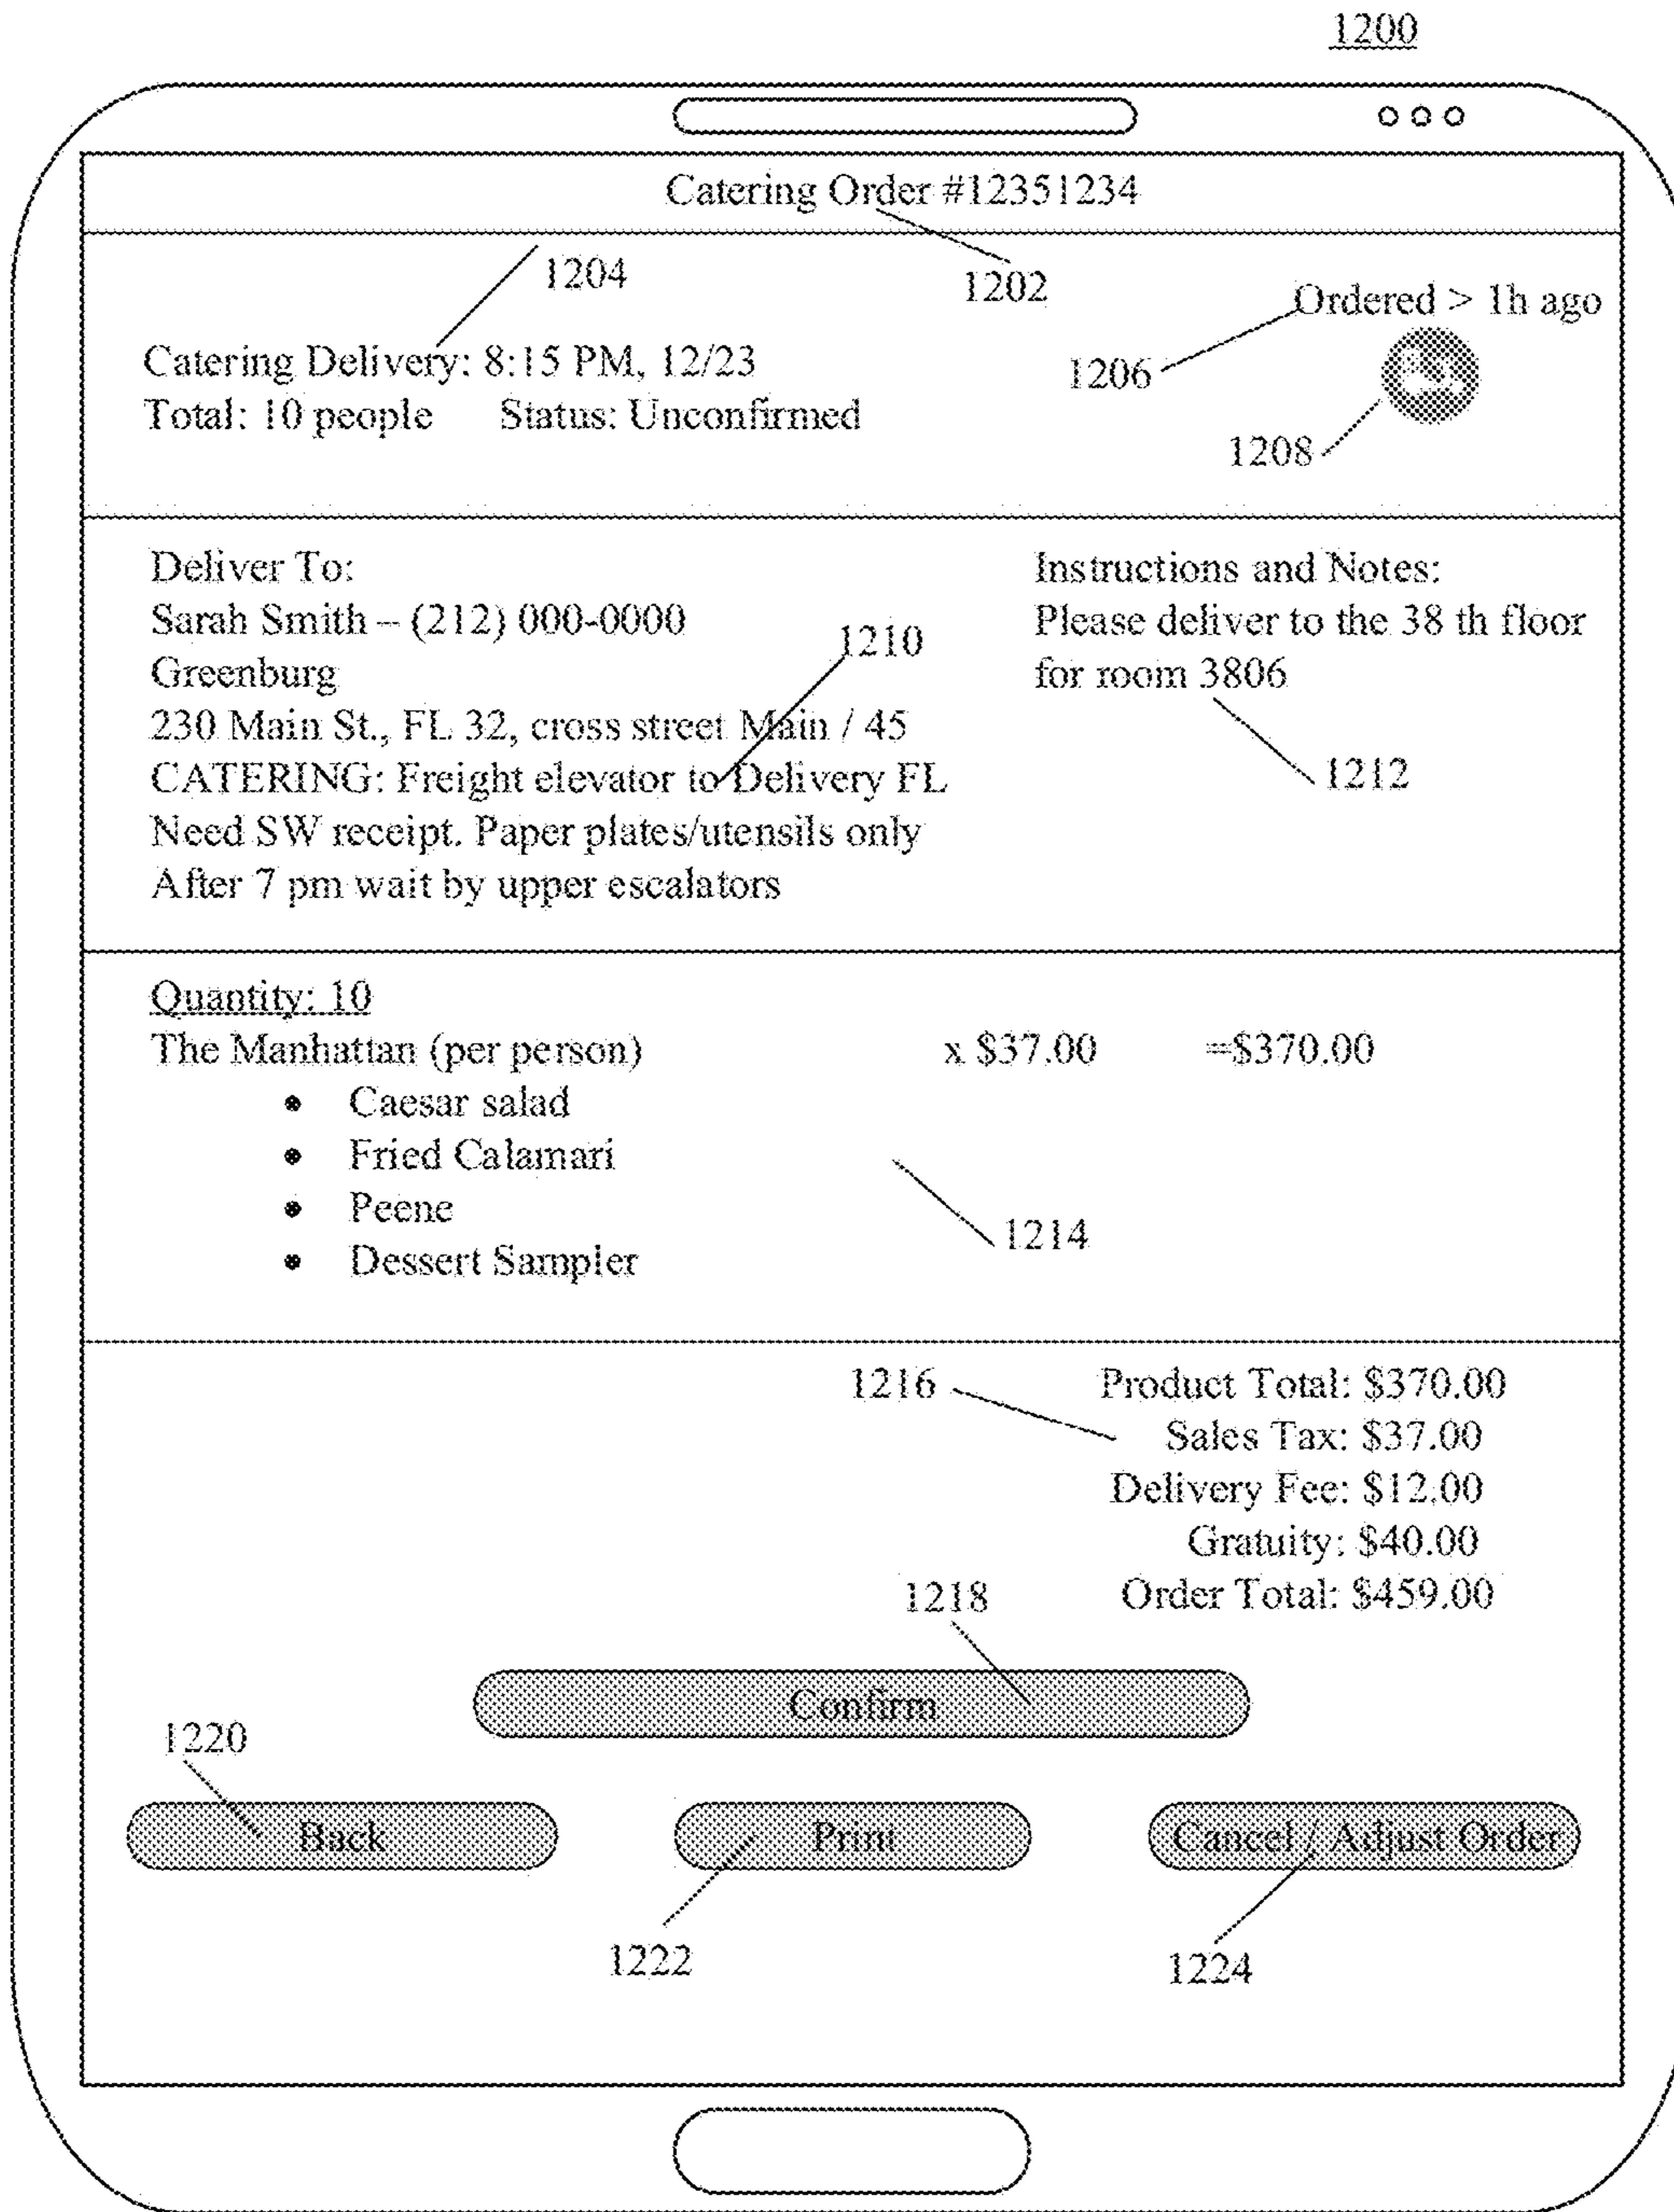 1200
Catering Order #12351234
1204
1202
Ordered > 1h ago
Catering Delivery: 8:15 PM, 12/23
1206
Total: 10 people Status: Unconfirmed
1208
Deliver To:
Sarah Smith – (212) 000-0000
Greenburg
230 Main St., FL 32, cross street Main / 45
CATERING: Freight elevator to Delivery FL
Need SW receipt. Paper plates/utensils only
After 7 pm wait by upper escalators
1210
Instructions and Notes:
Please deliver to the 38 th floor
for room 3806
1212
Quantity: 10
The Manhattan (per person) x $37.00 =$370.00
• Caesar salad
• Fried Calamari
• Peene
• Dessert Sampler
1214
1216
Product Total: $370.00
Sales Tax: $37.00
Delivery Fee: $12.00
Gratuity: $40.00
Order Total: $459.00
1218
Confirm
1220
Back Print Cancel / Adjust Order
1222
1224